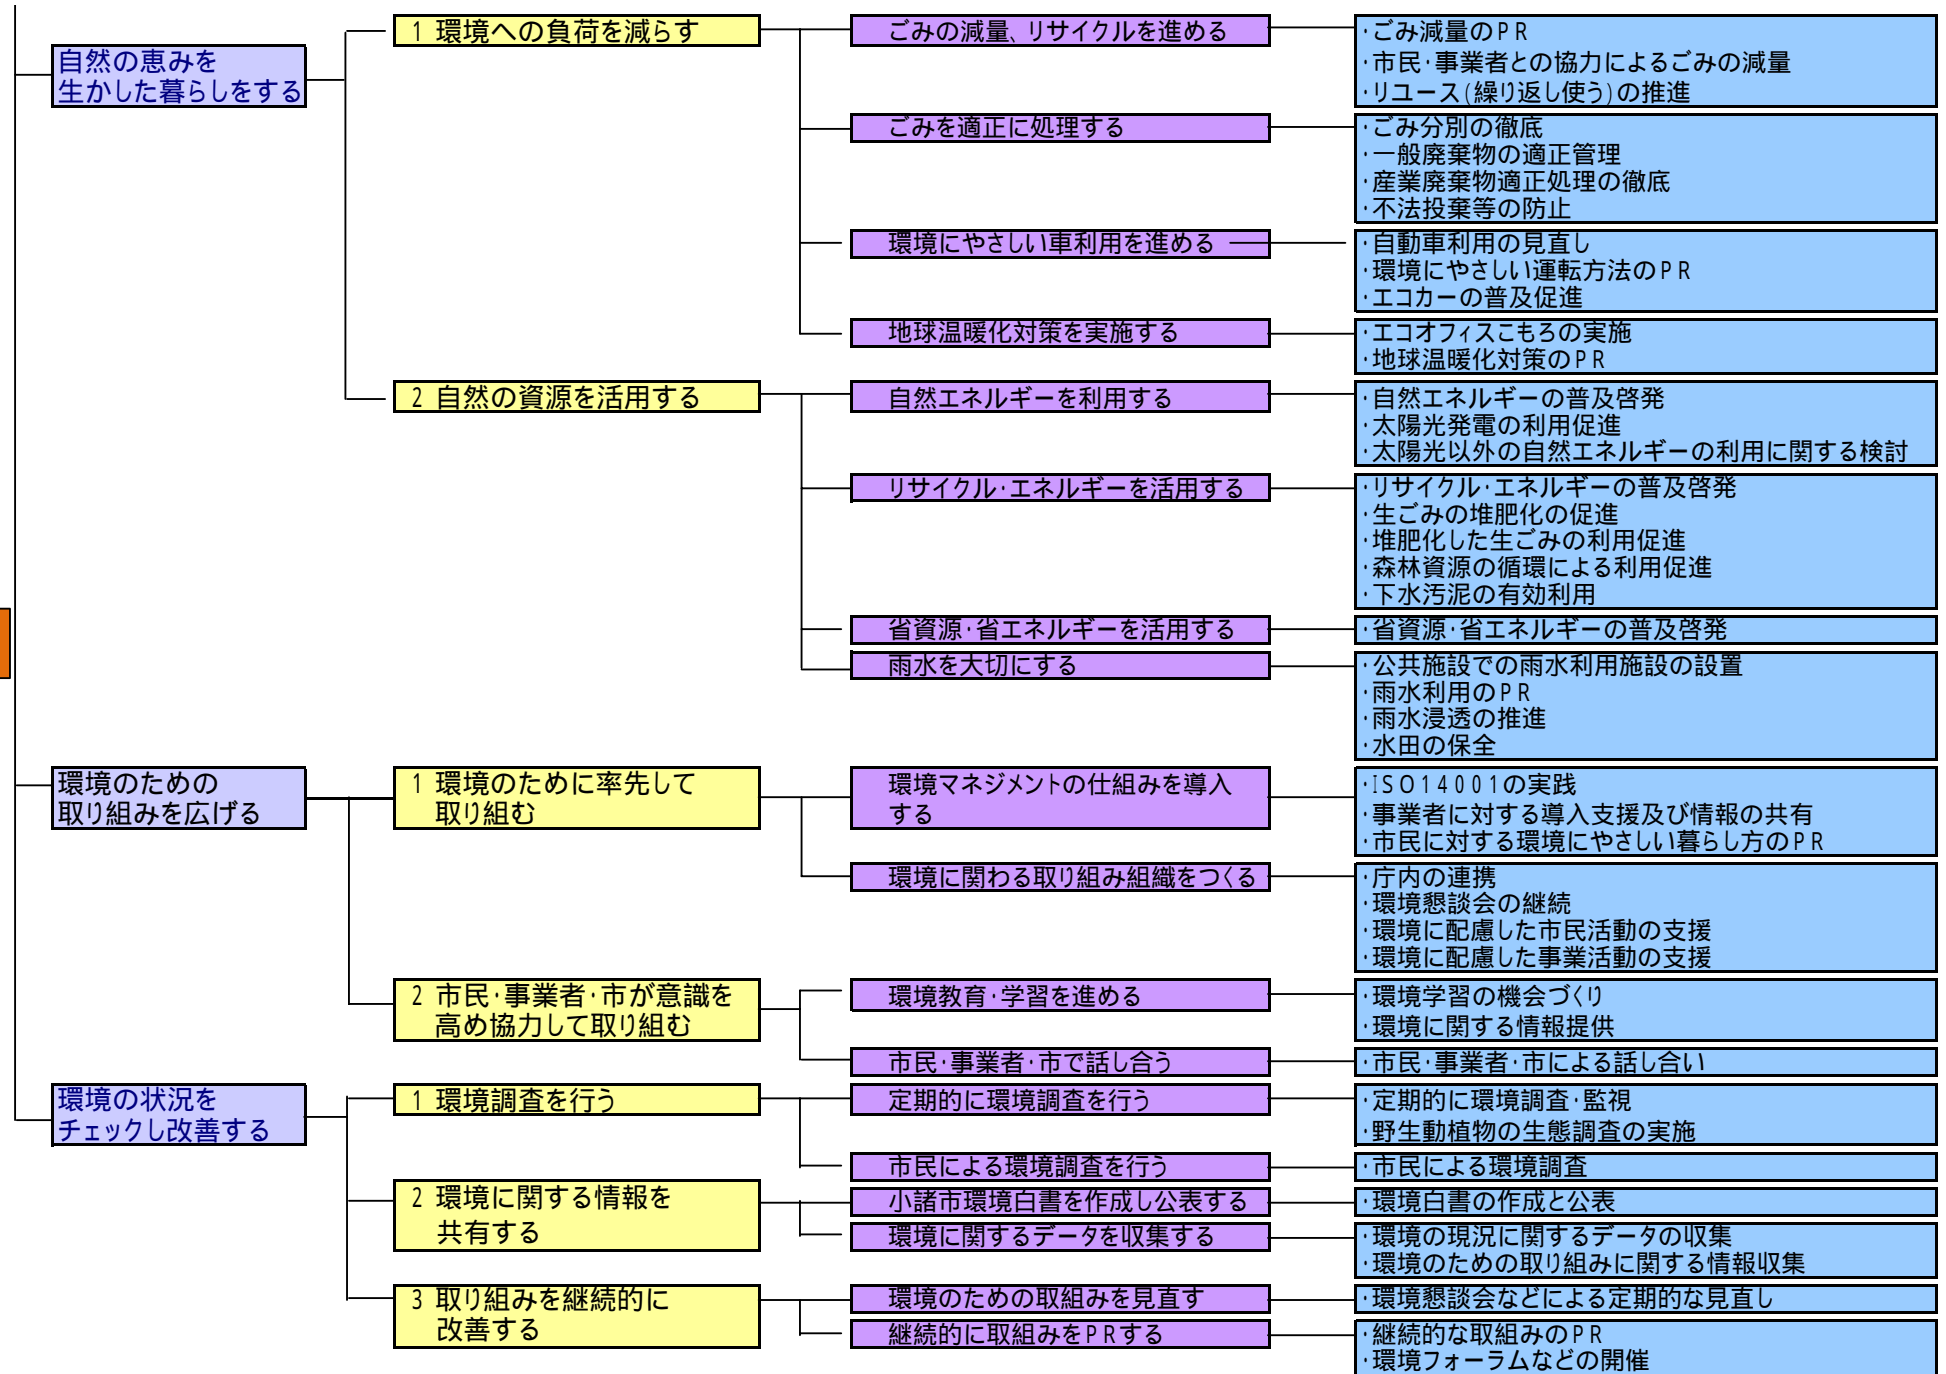 自然の恵みを
生かした暮らしをする
1 環境への負荷を減らす
ごみの減量、リサイクルを進める
・ごみ減量のPR
・市民・事業者との協力によるごみの減量
・リユース(繰り返し使う)の推進
ごみを適正に処理する
・ごみ分別の徹底
・一般廃棄物の適正管理
・産業廃棄物適正処理の徹底
・不法投棄等の防止
環境にやさしい車利用を進める
・自動車利用の見直し
・環境にやさしい運転方法のPR
・エコカーの普及促進
地球温暖化対策を実施する
・エコオフィスこもろの実施
・地球温暖化対策のPR
2 自然の資源を活用する
自然エネルギーを利用する
・自然エネルギーの普及啓発
・太陽光発電の利用促進
・太陽光以外の自然エネルギーの利用に関する検討
リサイクル・エネルギーを活用する
・リサイクル・エネルギーの普及啓発
・生ごみの堆肥化の促進
・堆肥化した生ごみの利用促進
・森林資源の循環による利用促進
・下水汚泥の有効利用
省資源・省エネルギーを活用する
・省資源・省エネルギーの普及啓発
雨水を大切にする
・公共施設での雨水利用施設の設置
・雨水利用のPR
・雨水浸透の推進
・水田の保全
環境のための
取り組みを広げる
1 環境のために率先して
取り組む
環境マネジメントの仕組みを導入
する
・ISO14001の実践
・事業者に対する導入支援及び情報の共有
・市民に対する環境にやさしい暮らし方のPR
環境に関わる取り組み組織をつくる
・庁内の連携
・環境懇談会の継続
・環境に配慮した市民活動の支援
・環境に配慮した事業活動の支援
2 市民・事業者・市が意識を
高め協力して取り組む
環境教育・学習を進める
・環境学習の機会づくり
・環境に関する情報提供
市民・事業者・市で話し合う
・市民・事業者・市による話し合い
環境の状況を
チェックし改善する
1 環境調査を行う
定期的に環境調査を行う
・定期的に環境調査・監視
・野生動植物の生態調査の実施
市民による環境調査を行う
・市民による環境調査
2 環境に関する情報を
共有する
小諸市環境白書を作成し公表する
・環境白書の作成と公表
環境に関するデータを収集する
・環境の現況に関するデータの収集
・環境のための取り組みに関する情報収集
3 取り組みを継続的に
改善する
環境のための取組みを見直す
・環境懇談会などによる定期的な見直し
継続的に取組みをPRする
・継続的な取組みのPR
・環境フォーラムなどの開催